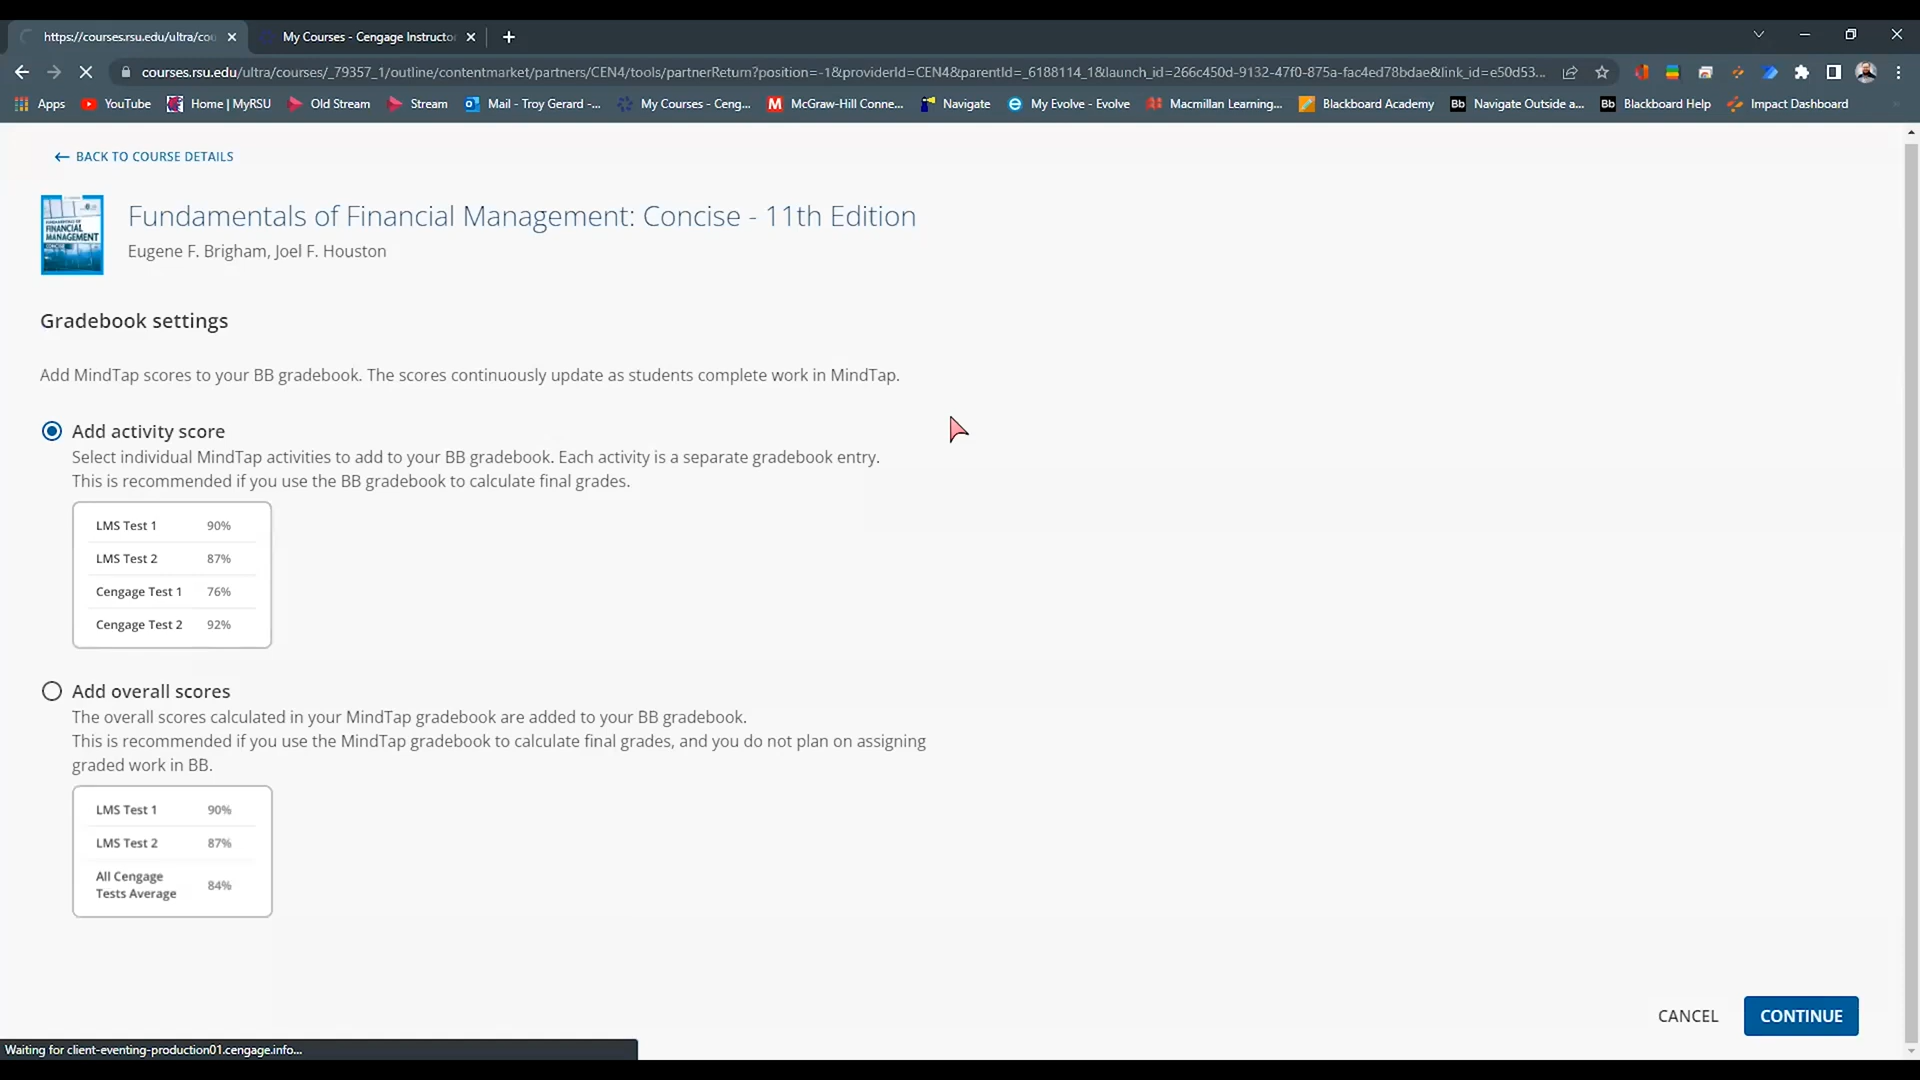 https://courses.rsu.edu/ultra/cou
My Courses - Cengage Instructor
courses.rsu.edu/ultra/courses/_79357_1/outline/contentmarket/partners/CEN4/tools/partnerReturn?position=-1&providerId=CEN4&parentId=_6188114_1&launch_id=266c450d-9132-47f0-875a-fac4ed78bdae&link_id=e50d53...
Apps YouTube Home | MyRSU Old Stream Stream Mail - Troy Gerard -... My Courses - Ceng... McGraw-Hill Conne... Navigate My Evolve - Evolve Macmillan Learning... Blackboard Academy Bb Navigate Outside a... Bb Blackboard Help Impact Dashboard
BACK TO COURSE DETAILS
FINANCIAL
MANAGEMENT
Fundamentals of Financial Management: Concise - 11th Edition
Eugene F. Brigham, Joel F. Houston
Gradebook settings
Add MindTap scores to your BB gradebook. The scores continuously update as students complete work in MindTap.
Add activity score
Select individual MindTap activities to add to your BB gradebook. Each activity is a separate gradebook entry.
This is recommended if you use the BB gradebook to calculate final grades.
LMS Test 1 90%
LMS Test 2 87%
Cengage Test 1 76%
Cengage Test 2 92%
Add overall scores
The overall scores calculated in your MindTap gradebook are added to your BB gradebook.
This is recommended if you use the MindTap gradebook to calculate final grades, and you do not plan on assigning
graded work in BB.
LMS Test 1 90%
LMS Test 2 87%
All Cengage
Tests Average 84%
CANCEL CONTINUE
Waiting for client-eventing-production01.cengage.info...